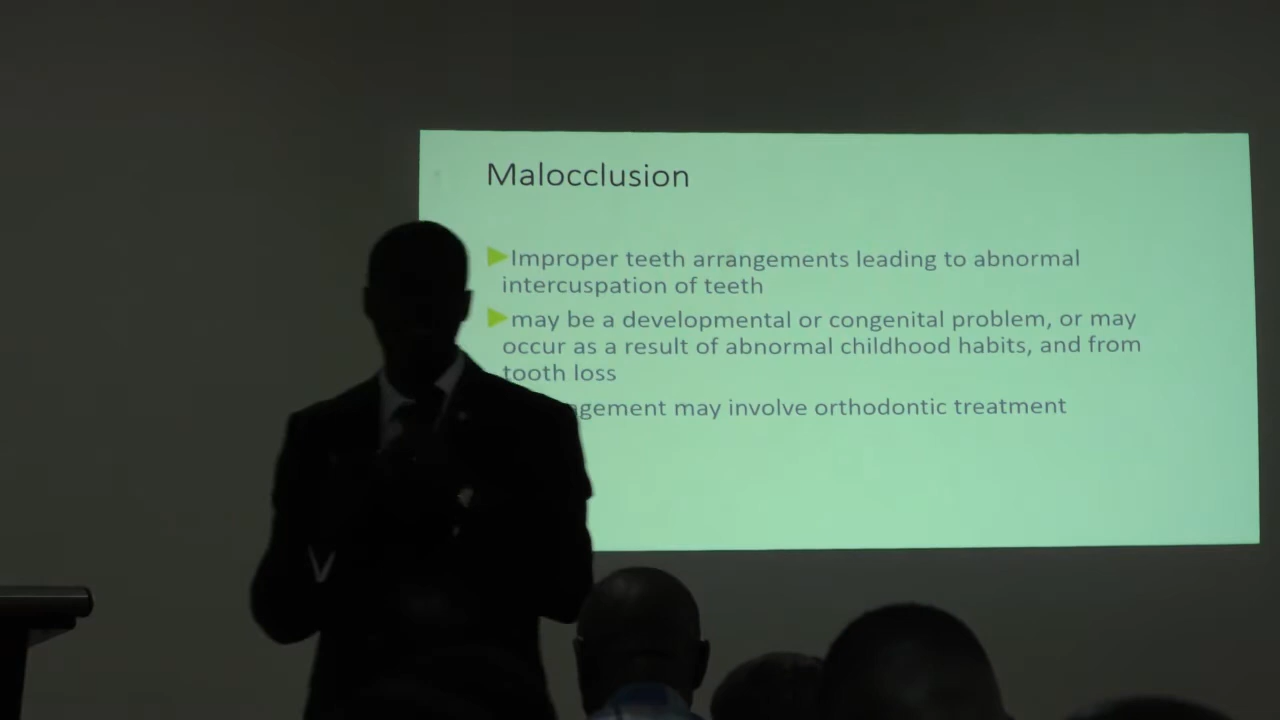 Malocclusion
Improper teeth arrangements leading to abnormal
intercuspation of teeth
may be a developmental or congenital problem, or may
occur as a result of abnormal childhood habits, and from
tooth loss
may involve orthodontic treatment